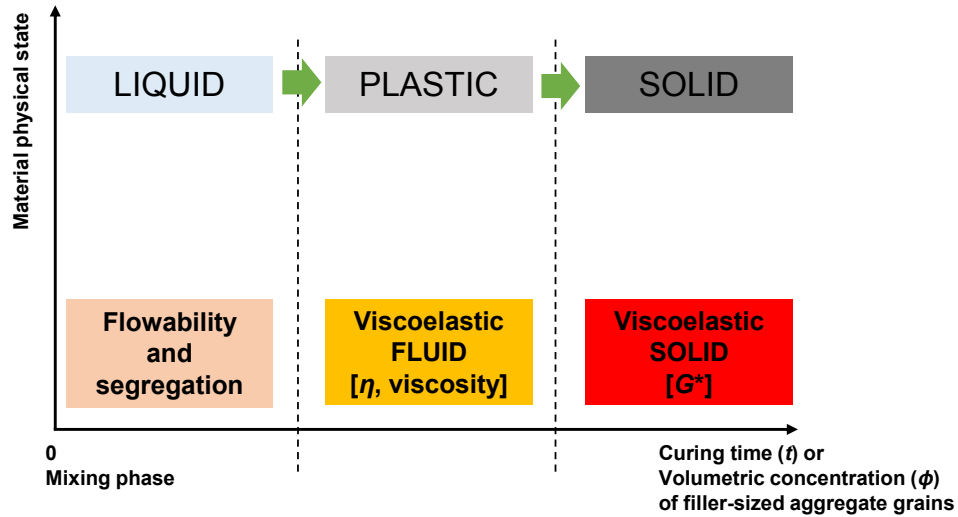 Material physical state
LIQUID
PLASTIC
SOLID
Flowability
and
segregation
Viscoelastic
FLUID
[η, viscosity]
Viscoelastic
SOLID
[G*]
0
Mixing phase
Curing time (t) or
Volumetric concentration (ϕ)
of filler-sized aggregate grains